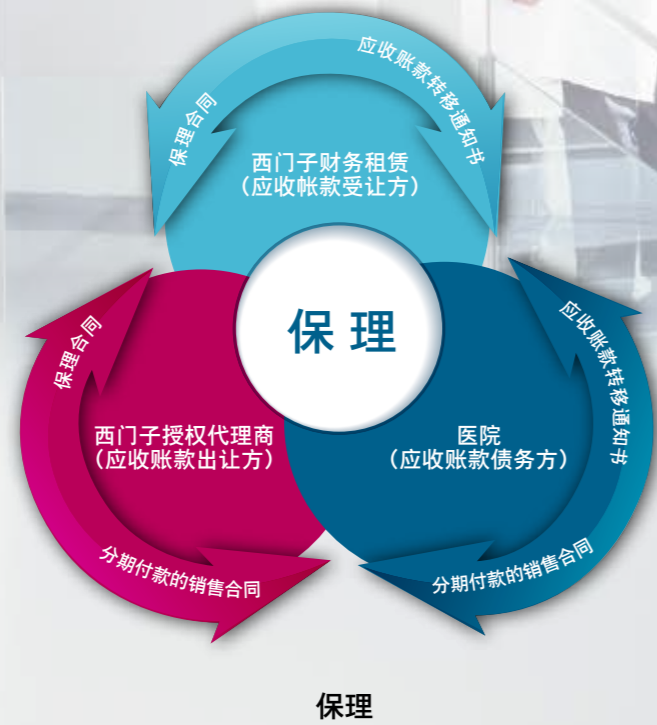 保理合同
应收账款转移通知书
西门子财务租赁
（应收帐款受让方）
保 理
保理合同
应收账款转移通知书
西门子授权代理商
（应收账款出让方）
医院
（应收账款债务方）
分期付款的销售合同
分期付款的销售合同
保理